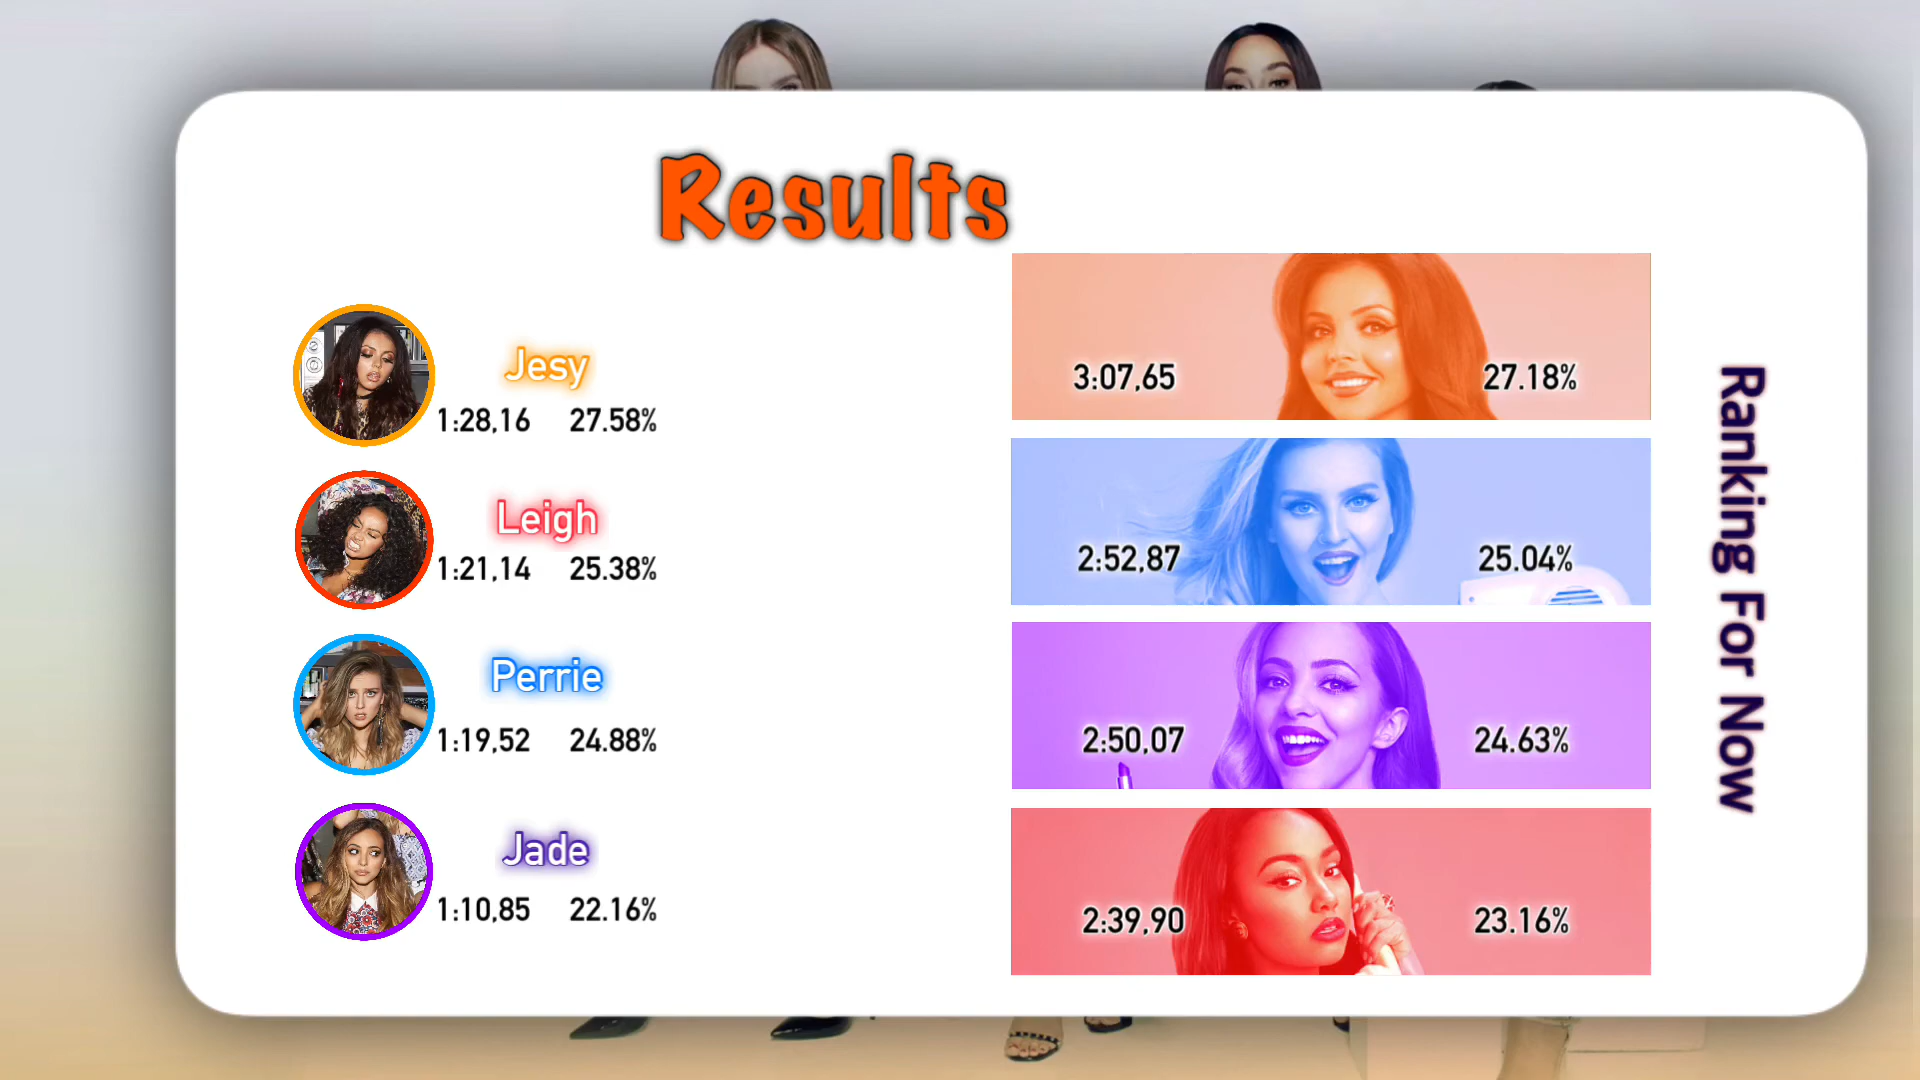 Results
Jesy
1:28,16 27.58%
Leigh
1:21,14 25.38%
Perrie
1:19,52 24.88%
Jade
1:10,85 22.16%
3:07,65 27.18%
2:52,87 25.04%
2:50,07 24.63%
2:39,90 23.16%
Ranking For Now